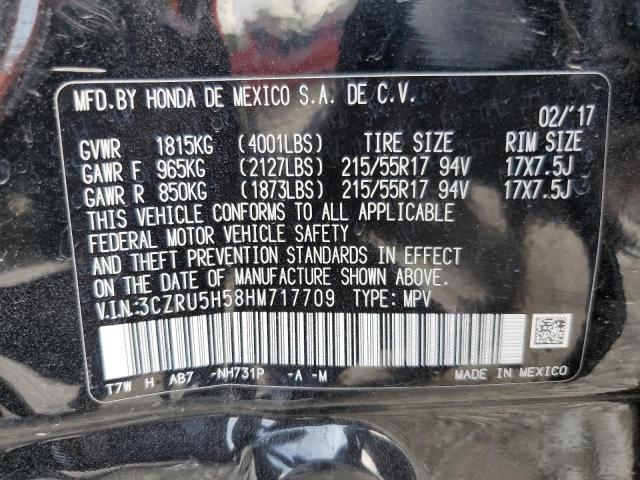 MFD.BY HONDA DE MEXICO S.A. DE C.V.
02/'17
GVWR 1815KG (4001LBS) TIRE SIZE RIM SIZE
GAWR F 965KG (2127LBS) 215/55R17 94V 17X7.5J
GAWR R 850KG (1873LBS) 215/55R17 94V 17X7.5J
THIS VEHICLE CONFORMS TO ALL APPLICABLE
FEDERAL MOTOR VEHICLE SAFETY
AND THEFT PREVENTION STANDARDS IN EFFECT
ON THE DATE OF MANUFACTURE SHOWN ABOVE.
V.I.N:3CZRU5H58HM717709 TYPE:MPV
T7W H AB7 -NH731P -A -M
MADE IN MEXICO